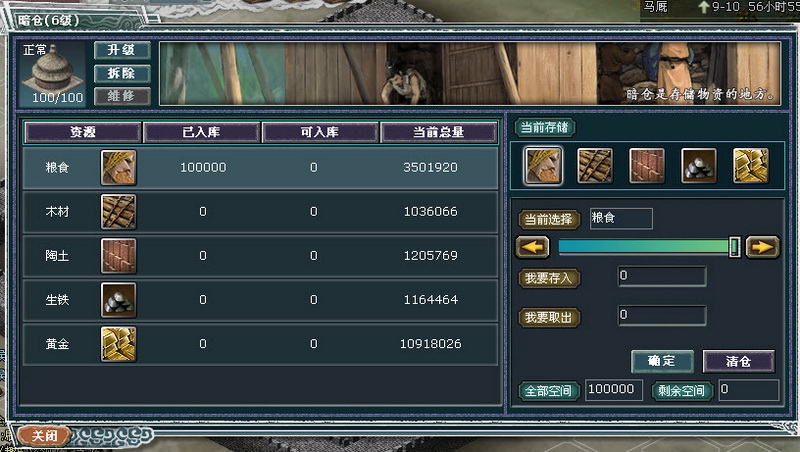 马厩 9-10 56小时55
暗仓(6级)
正常
100/100
升级
拆除
维修
暗仓是存储物资的地方。
资源 已入库 可入库 当前总量
粮食 100000 0 3501920
木材 0 0 1036066
陶土 0 0 1205769
生铁 0 0 1164464
黄金 0 0 10918026
当前存储
当前选择 粮食
我要存入 0
我要取出 0
确定 清仓
全部空间 100000 剩余空间 0
关闭